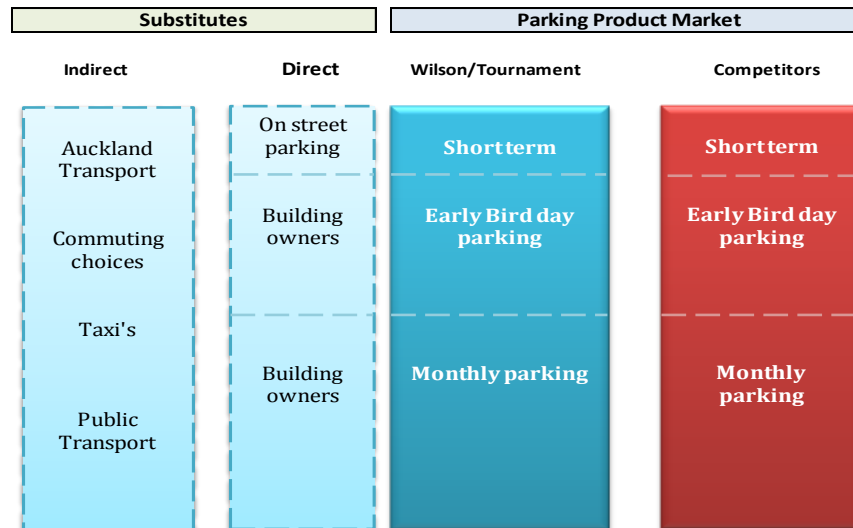 Substitutes
Parking Product Market
Indirect
Direct
Wilson/Tournament
Competitors
Auckland
Transport
Commuting
choices
Taxi's
Public
Transport
On street
parking
Building
owners
Building
owners
Short term
Early Bird day
parking
Monthly parking
Short term
Early Bird day
parking
Monthly
parking